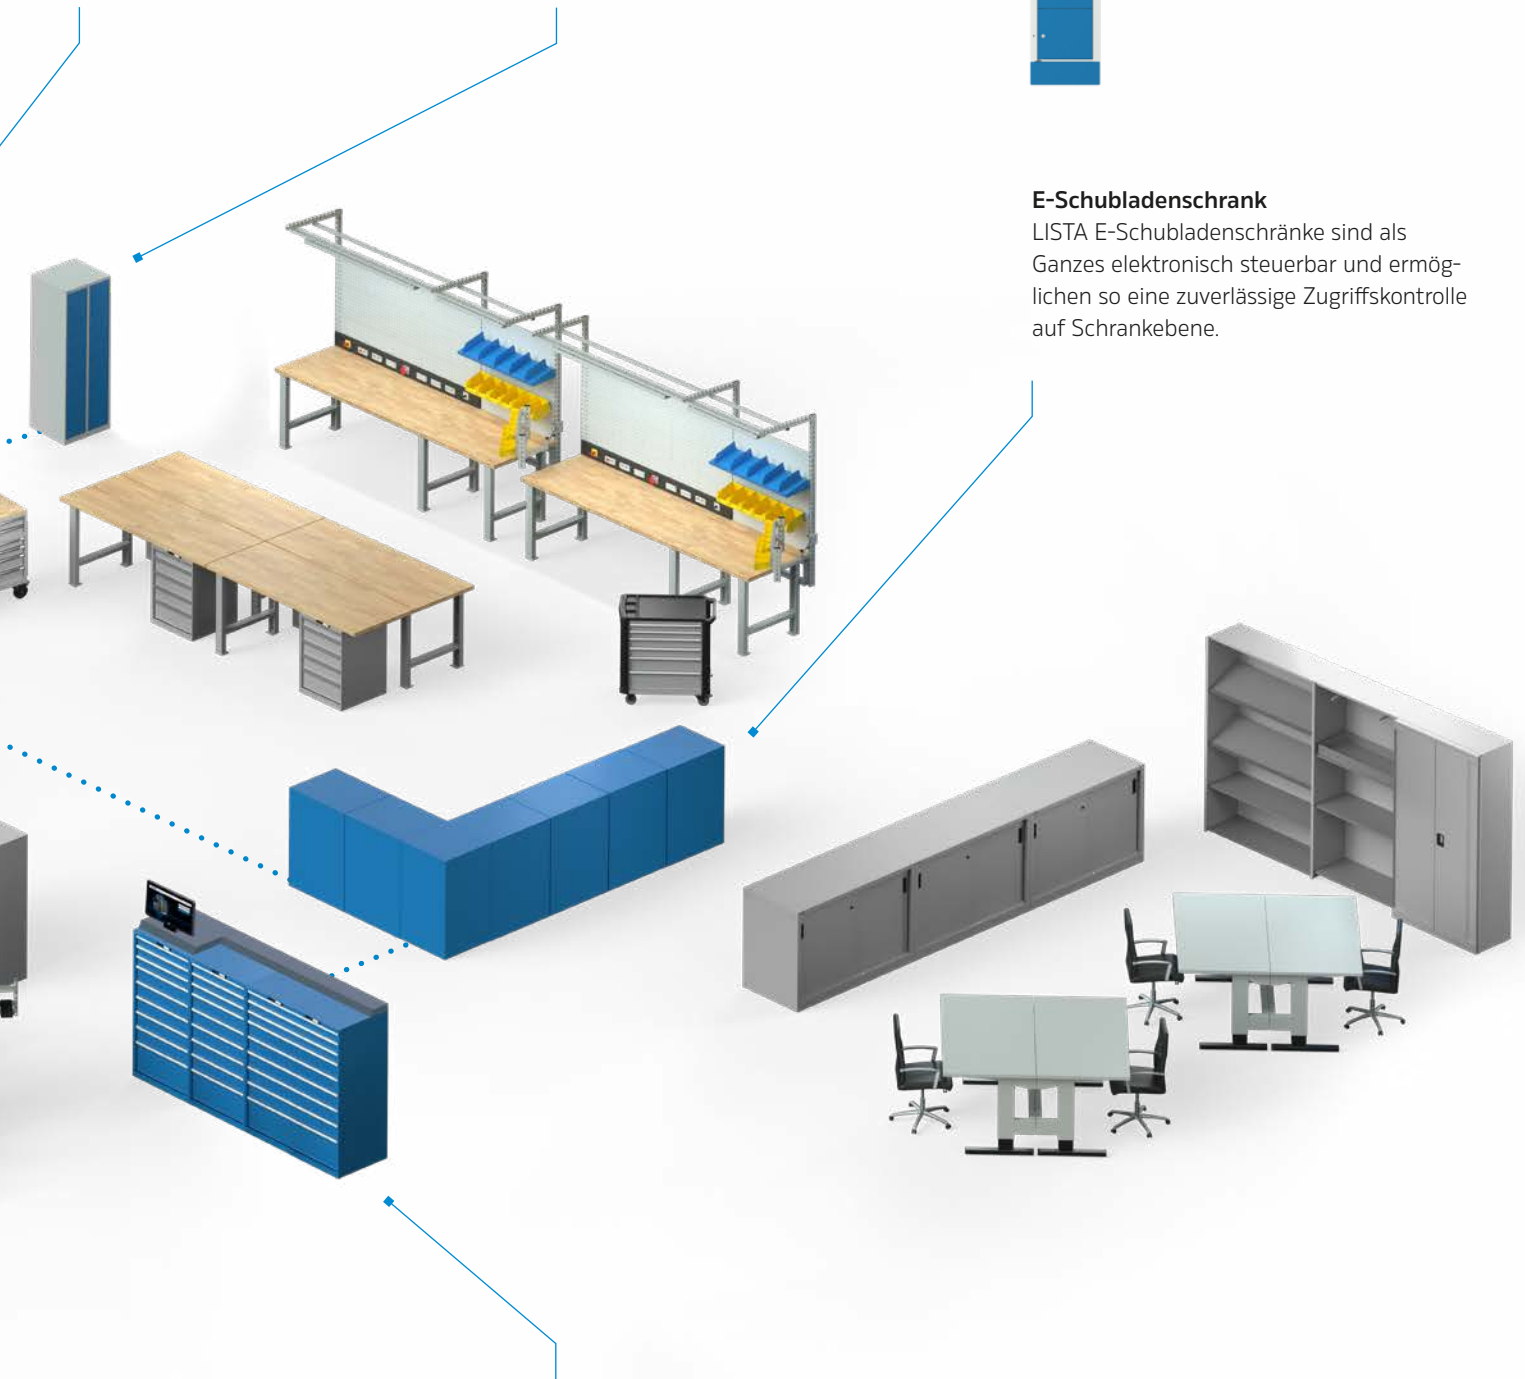 E-Schubladenschrank
LISTA E-Schubladenschränke sind als
Ganzes elektronisch steuerbar und ermög-
lichen so eine zuverlässige Zugriffskontrolle
auf Schrankebene.